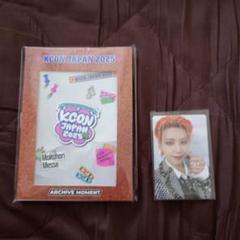 KCON JAPAN 2025
KCON
JAPAN
2025
Makuhari
Messe
ARCHIVE MOMENT